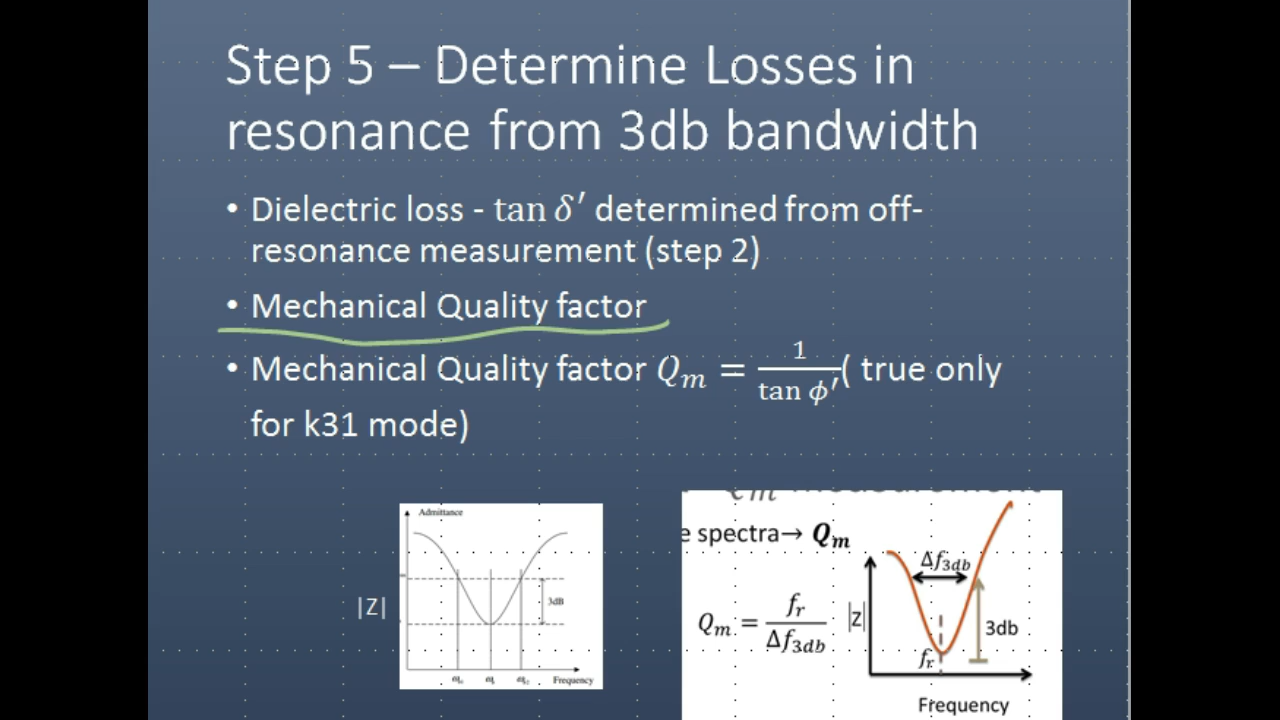 Step 5 – Determine Losses in
resonance from 3db bandwidth
• Dielectric loss - tan δ′ determined from off-
resonance measurement (step 2)
• Mechanical Quality factor
• Mechanical Quality factor Qm = 1/tan ϕ′ ( true only
for k31 mode)
Admittance
3dB
|Z|
Frequency
e spectra→ Qm
Qm = fr/Δf3db
Δf3db
|Z|
3db
fr
Frequency